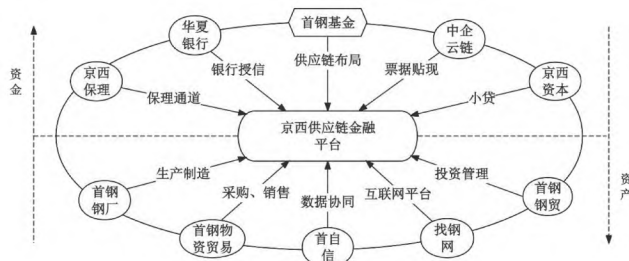 首钢基金
华夏
银行
中企
云链
资
金
京西
保理
银行授信
供应链布局
票据贴现
京西
资本
保理通道
小贷
京西供应链金融
平台
生产制造
投资管理
首钢
钢厂
采购、销售
数据协同
互联网平台
首钢
钢贸
资
产
首钢物
资贸易
首自
信
找钢
网